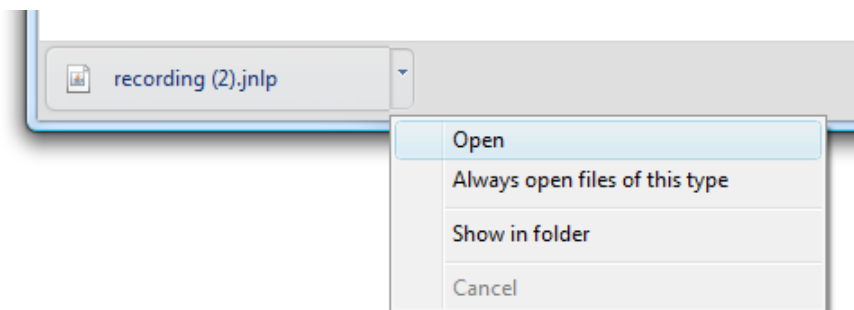 recording (2).jnlp
Open
Always open files of this type
Show in folder
Cancel